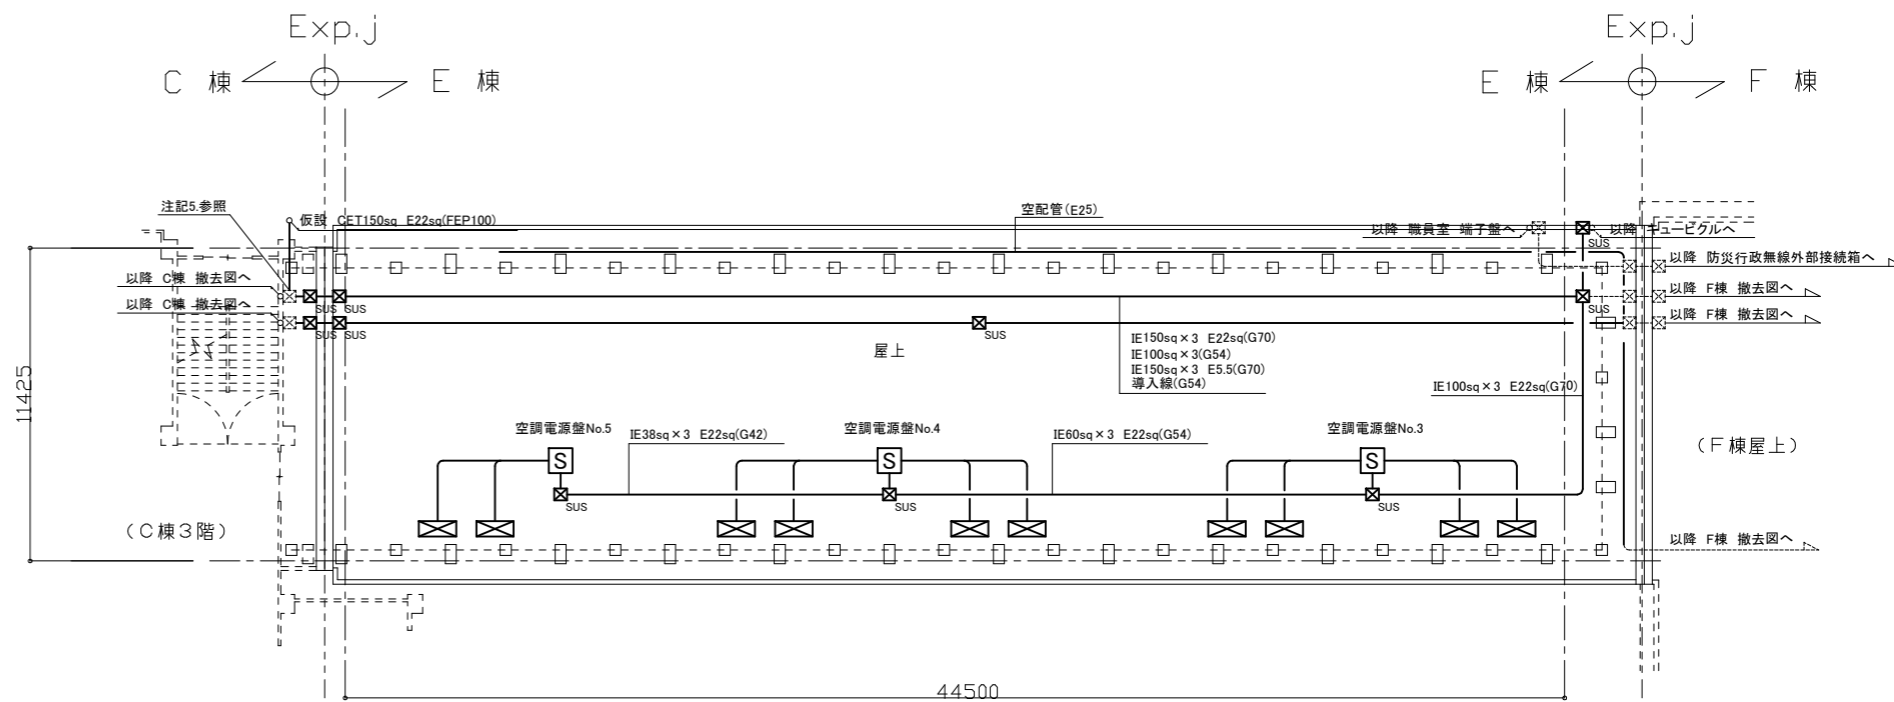 Exp.j
Exp.j
C 棟
E 棟
E 棟
F 棟
注記5.参照
仮設 CET150sq E22sq(FEP100)
空配管(E25)
以降 職員室 端子盤へ
以降 キュービクルへ
SUS
以降 C棟 撤去図へ
以降 C棟 撤去図へ
以降 防災行政無線外部接続箱へ
以降 F棟 撤去図へ
以降 F棟 撤去図へ
SUS
SUS
SUS
SUS
SUS
SUS
屋上
IE150sq×3 E22sq(G70)
IE100sq×3(G54)
IE150sq×3 E5.5(G70)
導入線(G54)
IE100sq×3 E22sq(G70)
11425
空調電源盤No.5
IE38sq×3 E22sq(G42)
空調電源盤No.4
IE60sq×3 E22sq(G54)
空調電源盤No.3
S
S
S
SUS
SUS
SUS
(F棟屋上)
(C棟3階)
以降 F棟 撤去図へ
44500